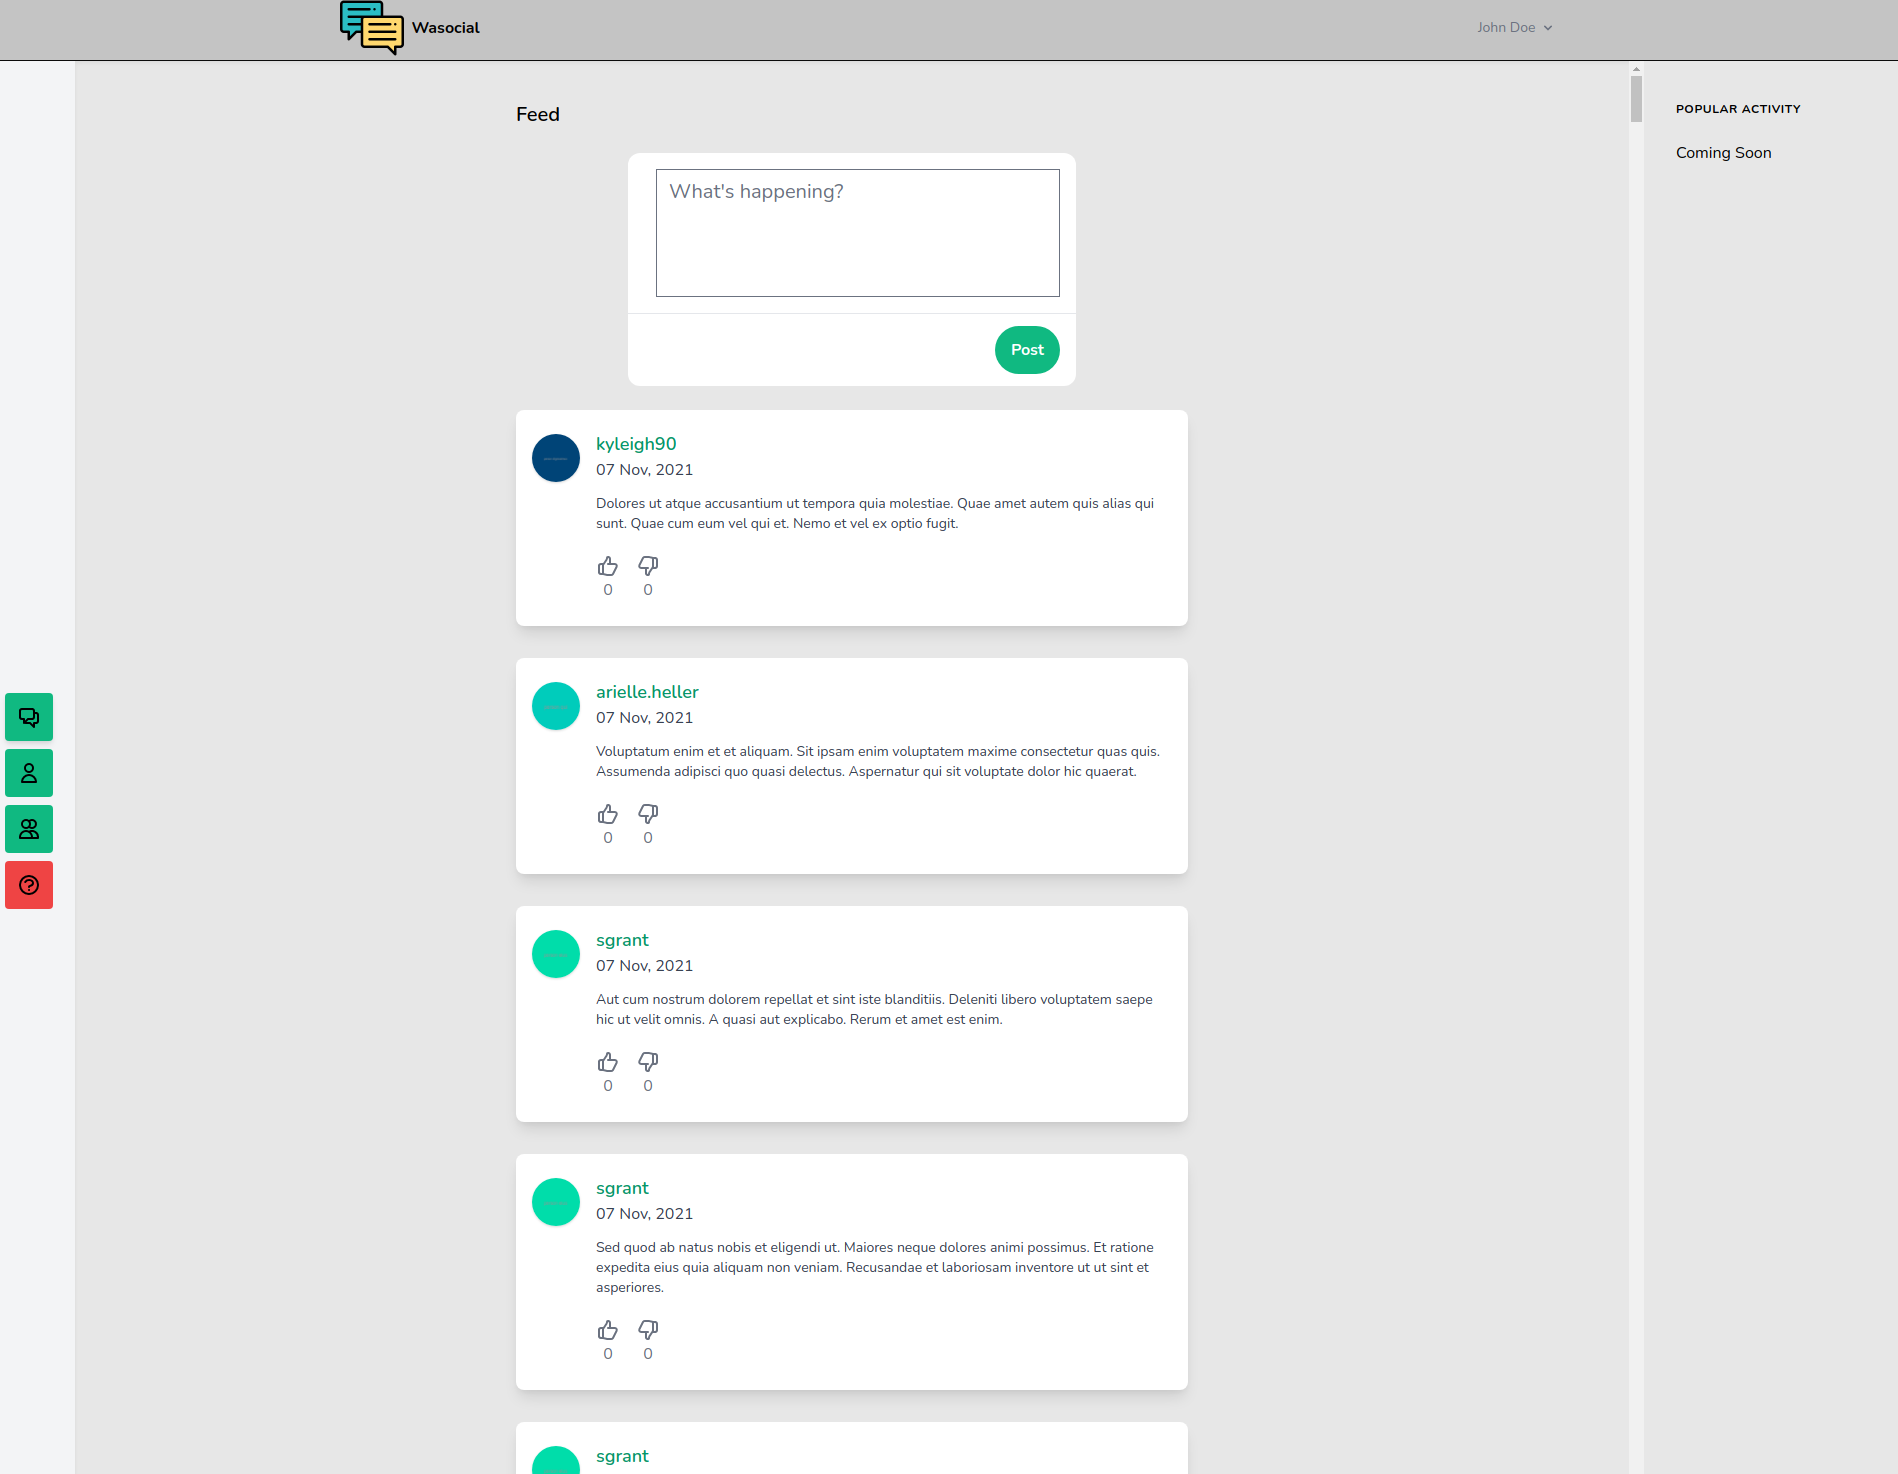 Wasocial
John Doe
Feed
POPULAR ACTIVITY
Coming Soon
What's happening?
Post
kyleigh90
07 Nov, 2021
Dolores ut atque accusantium ut tempora quia molestiae. Quae amet autem quis alias qui
sunt. Quae cum eum vel qui et. Nemo et vel ex optio fugit.
0 0
arielle.heller
07 Nov, 2021
Voluptatum enim et et aliquam. Sit ipsam enim voluptatem maxime consectetur quas quis.
Assumenda adipisci quo quasi delectus. Aspernatur qui sit voluptate dolor hic quaerat.
0 0
sgrant
07 Nov, 2021
Aut cum nostrum dolorem repellat et sint iste blanditiis. Deleniti libero voluptatem saepe
hic ut velit omnis. A quasi aut explicabo. Rerum et amet est enim.
0 0
sgrant
07 Nov, 2021
Sed quod ab natus nobis et eligendi ut. Maiores neque dolores animi possimus. Et ratione
expedita eius quia aliquam non veniam. Recusandae et laboriosam inventore ut ut sint et
asperiores.
0 0
sgrant